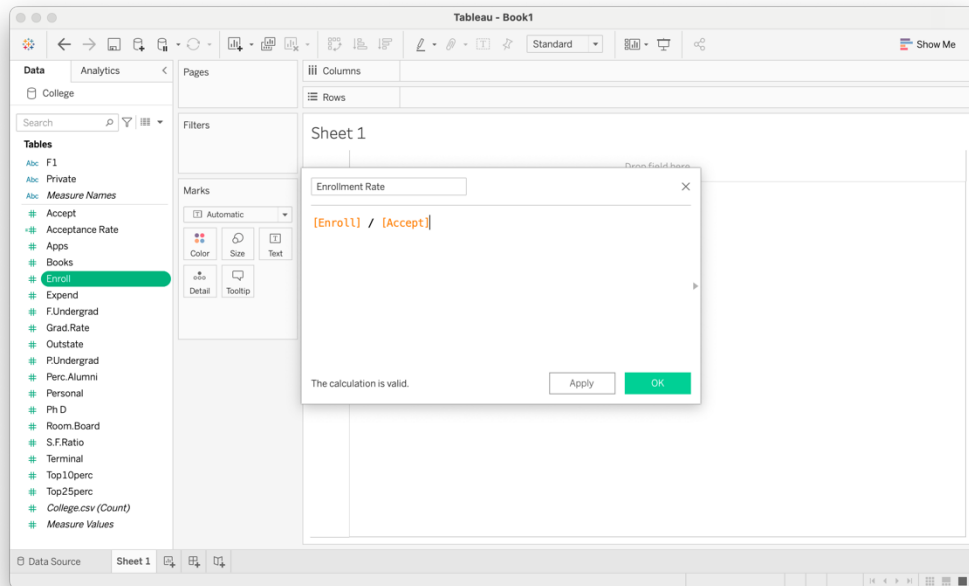 Tableau - Book1
Standard
Show Me
Data
Analytics
College
Search
Tables
Abc F1
Abc Private
Abc Measure Names
# Accept
=# Acceptance Rate
# Apps
# Books
# Enroll
# Expend
# F.Undergrad
# Grad.Rate
# Outstate
# P.Undergrad
# Perc.Alumni
# Personal
# Ph D
# Room.Board
# S.F.Ratio
# Terminal
# Top10perc
# Top25perc
# College.csv (Count)
# Measure Values
Pages
Filters
Marks
T Automatic
Color
Size
T Text
Detail
Tooltip
Columns
Rows
Sheet 1
Drop field here
Enrollment Rate
[Enroll] / [Accept]
The calculation is valid.
Apply
OK
Data Source
Sheet 1